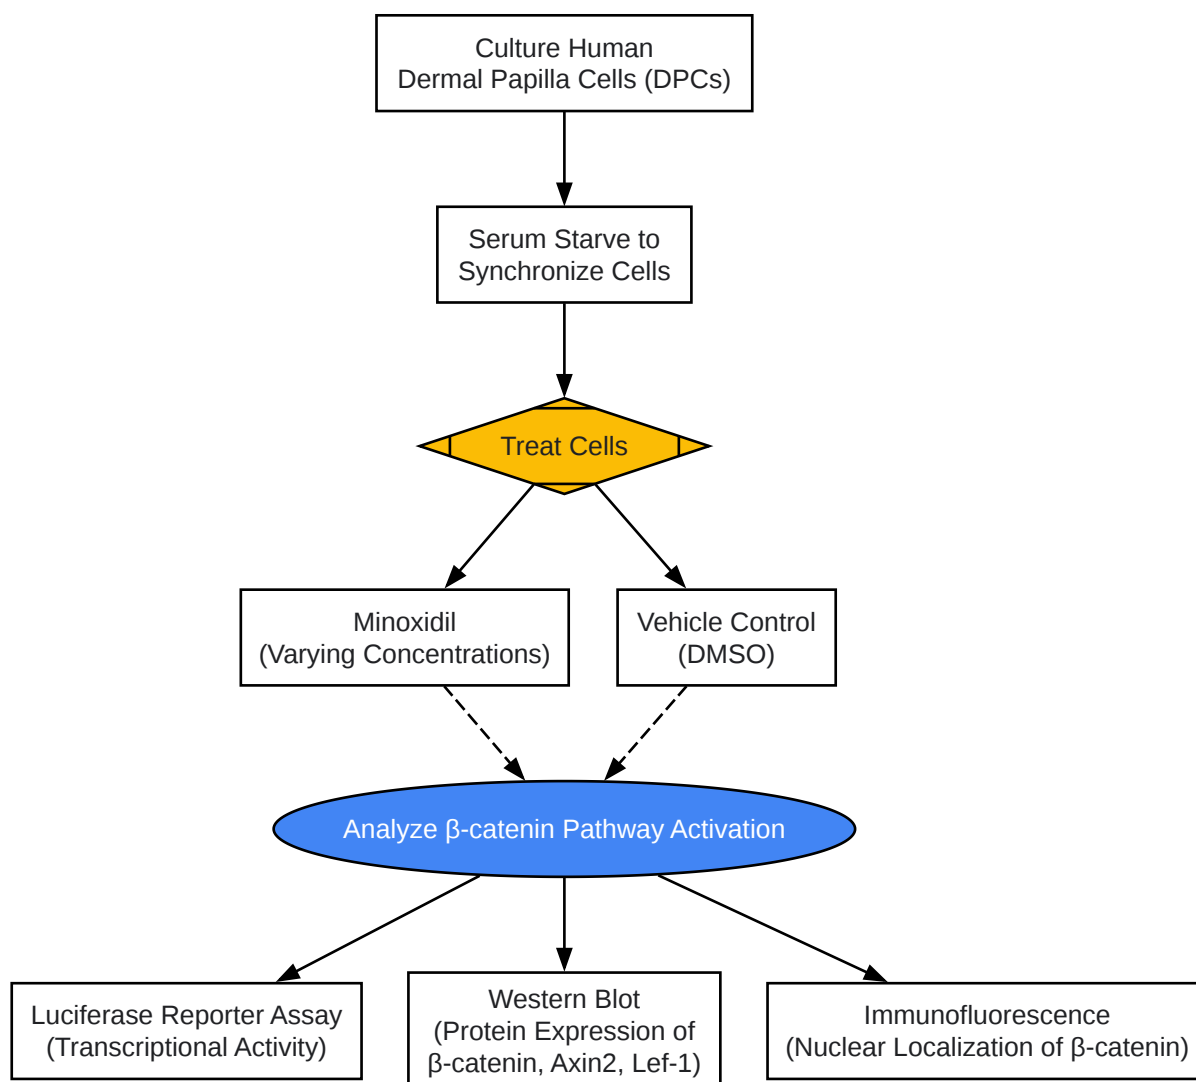 Culture Human
Dermal Papilla Cells (DPCs)
Serum Starve to
Synchronize Cells
Treat Cells
Minoxidil
(Varying Concentrations)
Vehicle Control
(DMSO)
Analyze β-catenin Pathway Activation
Luciferase Reporter Assay
(Transcriptional Activity)
Western Blot
(Protein Expression of
β-catenin, Axin2, Lef-1)
Immunofluorescence
(Nuclear Localization of β-catenin)